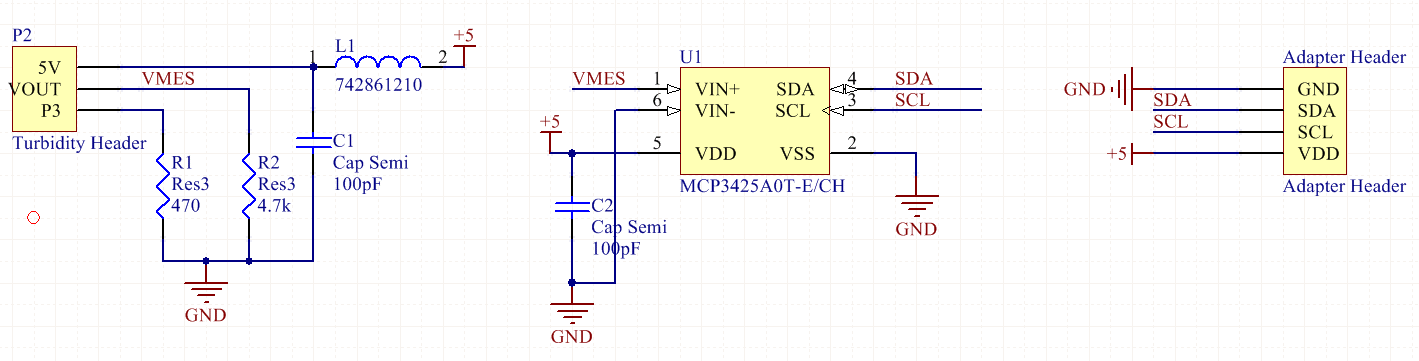 P2
5V
VOUT
P3
Turbidity Header
VMES
1
L1
2
742861210
+5
C1
Cap Semi
100pF
R1
Res3
470
R2
Res3
4.7k
GND
U1
VMES
1
VIN+
SDA
4
SDA
6
VIN-
SCL
3
SCL
+5
5
VDD
VSS
2
MCP3425A0T-E/CH
C2
Cap Semi
100pF
GND
GND
Adapter Header
GND
GND
SDA
SDA
SCL
SCL
+5
VDD
Adapter Header